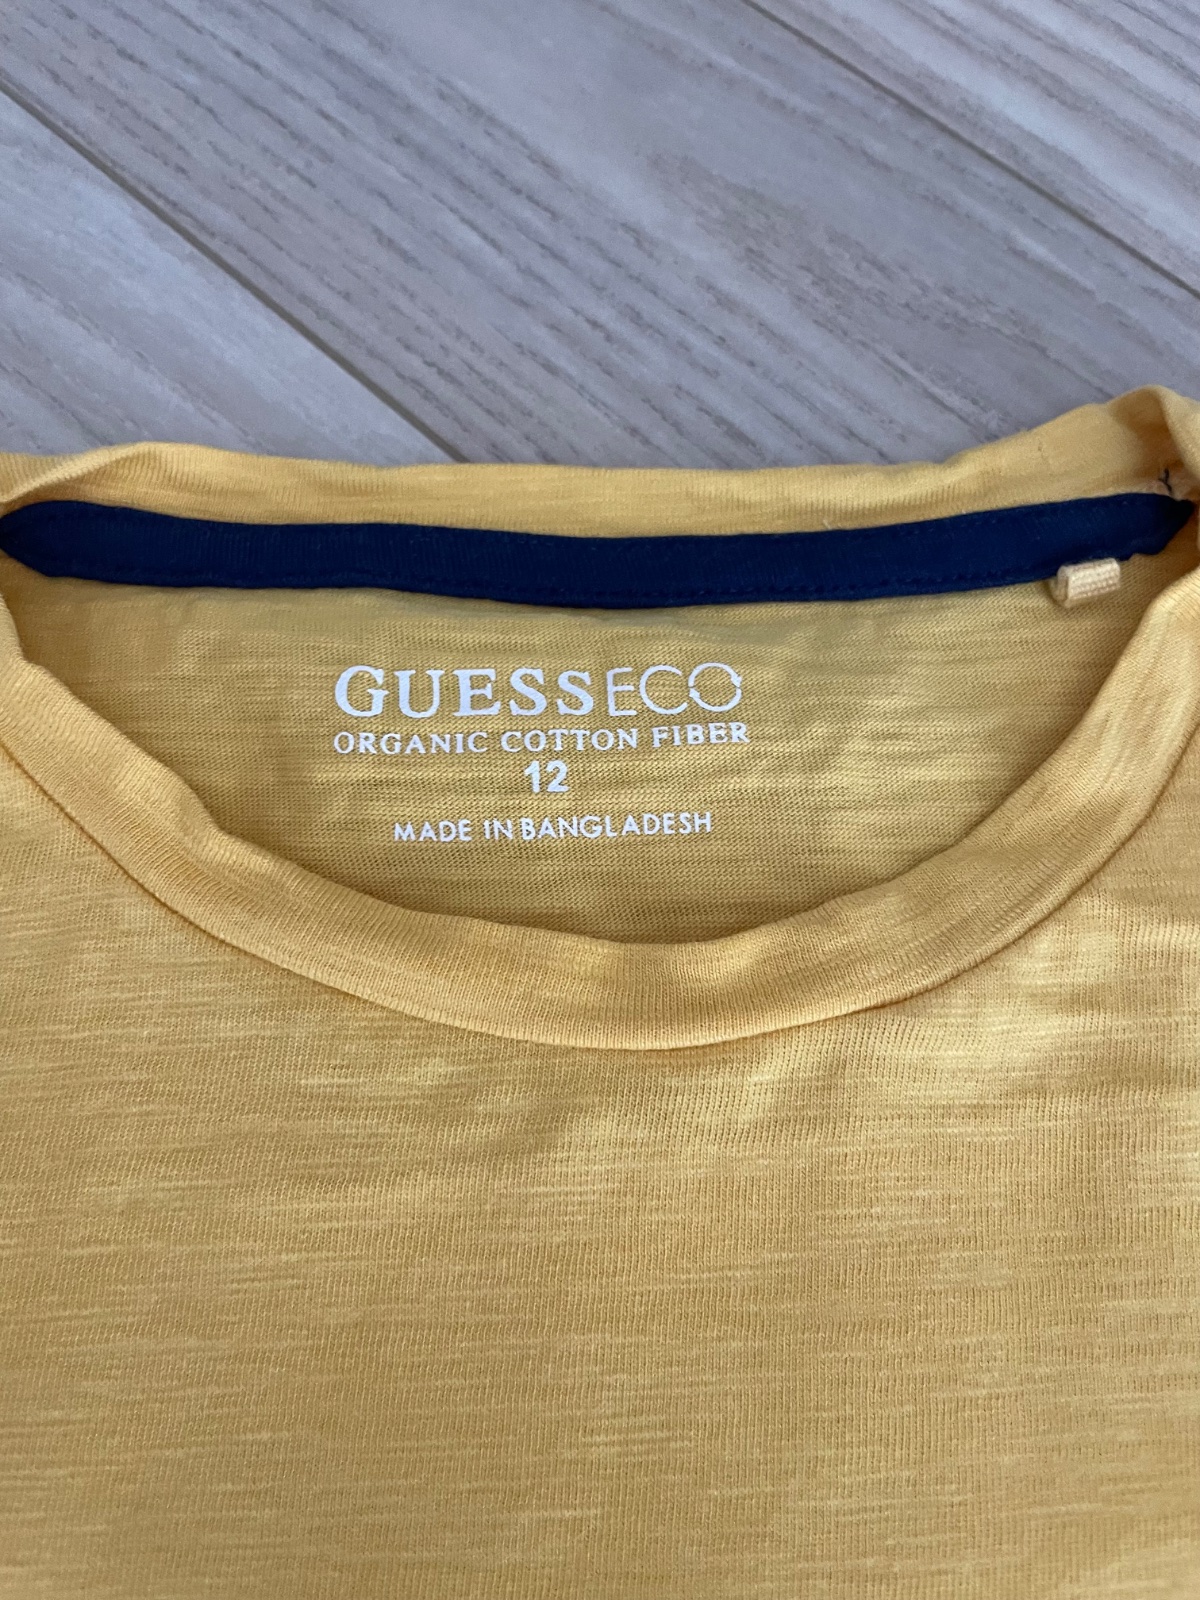 GUESSECO
ORGANIC COTTON FIBER
12
MADE IN BANGLADESH